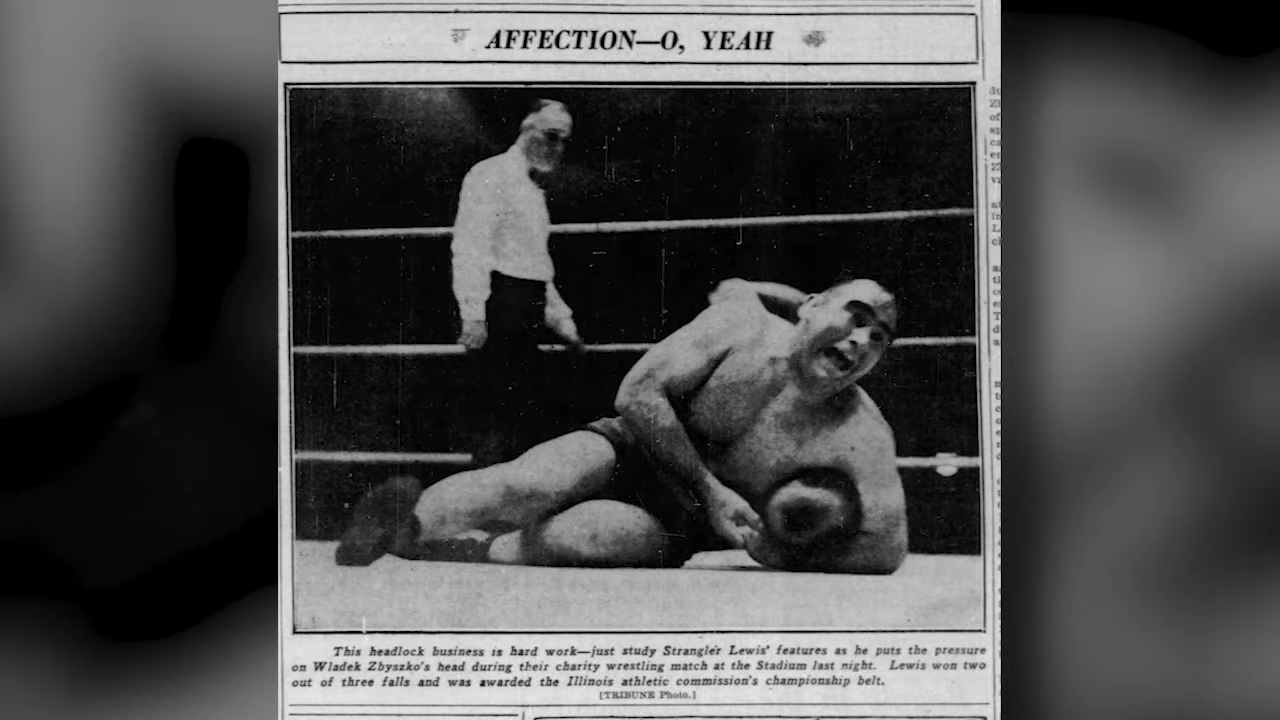 AFFECTION—O, YEAH
This headlock business is hard work—just study Strangler Lewis' features as he puts the pressure
on Wladek Zbyszko's head during their charity wrestling match at the Stadium last night. Lewis won two
out of three falls and was awarded the Illinois athletic commission's championship belt.
[TRIBUNE Photo.]